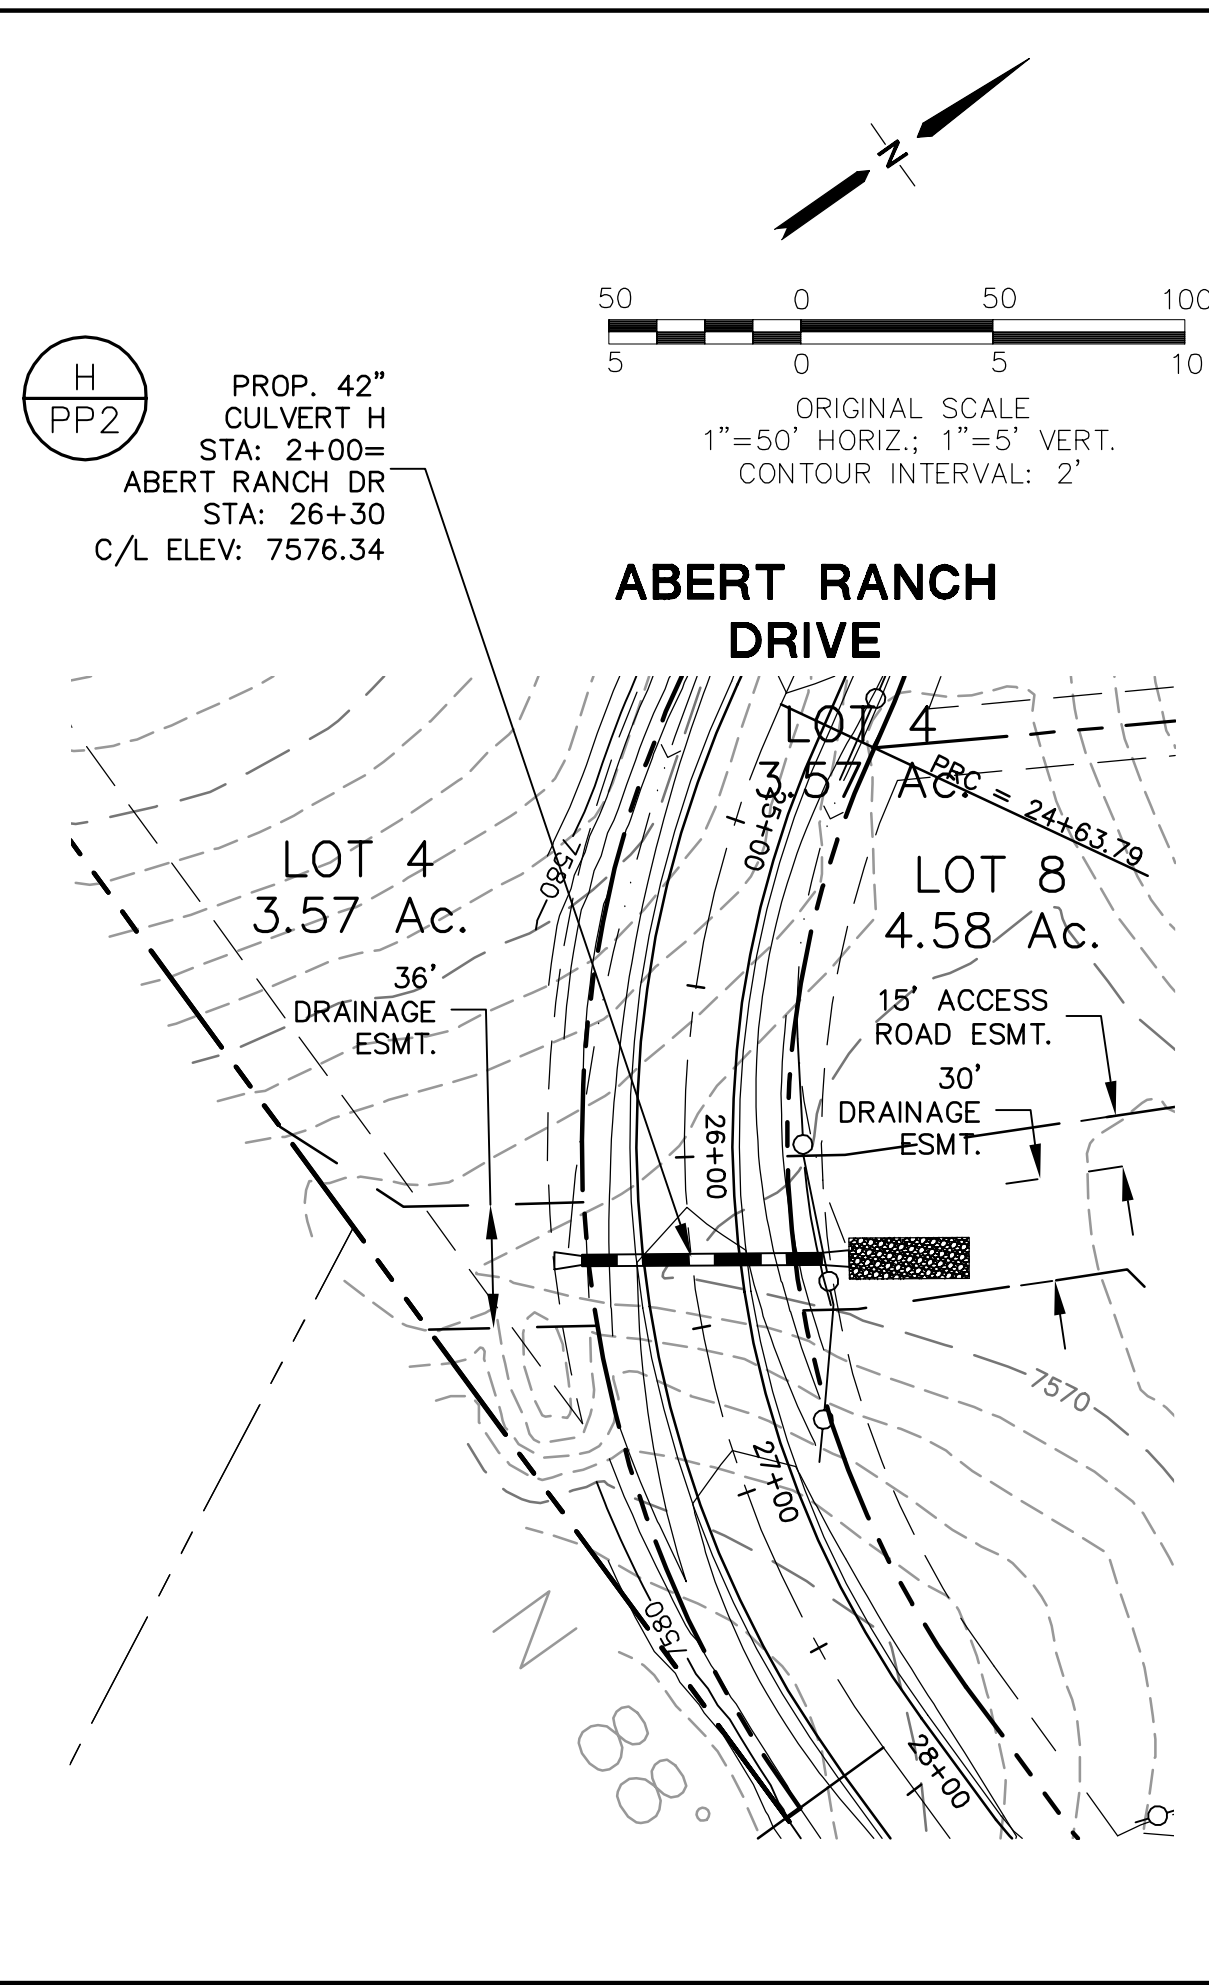 N
50 0 50 100
5 0 5 10
ORIGINAL SCALE
1"=50' HORIZ.; 1"=5' VERT.
CONTOUR INTERVAL: 2'
H
PP2
PROP. 42"
CULVERT H
STA: 2+00=
ABERT RANCH DR
STA: 26+30
C/L ELEV: 7576.34
ABERT RANCH
DRIVE
LOT 4
3.57 Ac.
PRC = 24+63.79
25+00
7580
LOT 4
3.57 Ac.
LOT 8
4.58 Ac.
36'
DRAINAGE
ESMT.
15' ACCESS
ROAD ESMT.
30'
DRAINAGE
ESMT.
26+00
7570
27+00
7580
28+00
N 88°